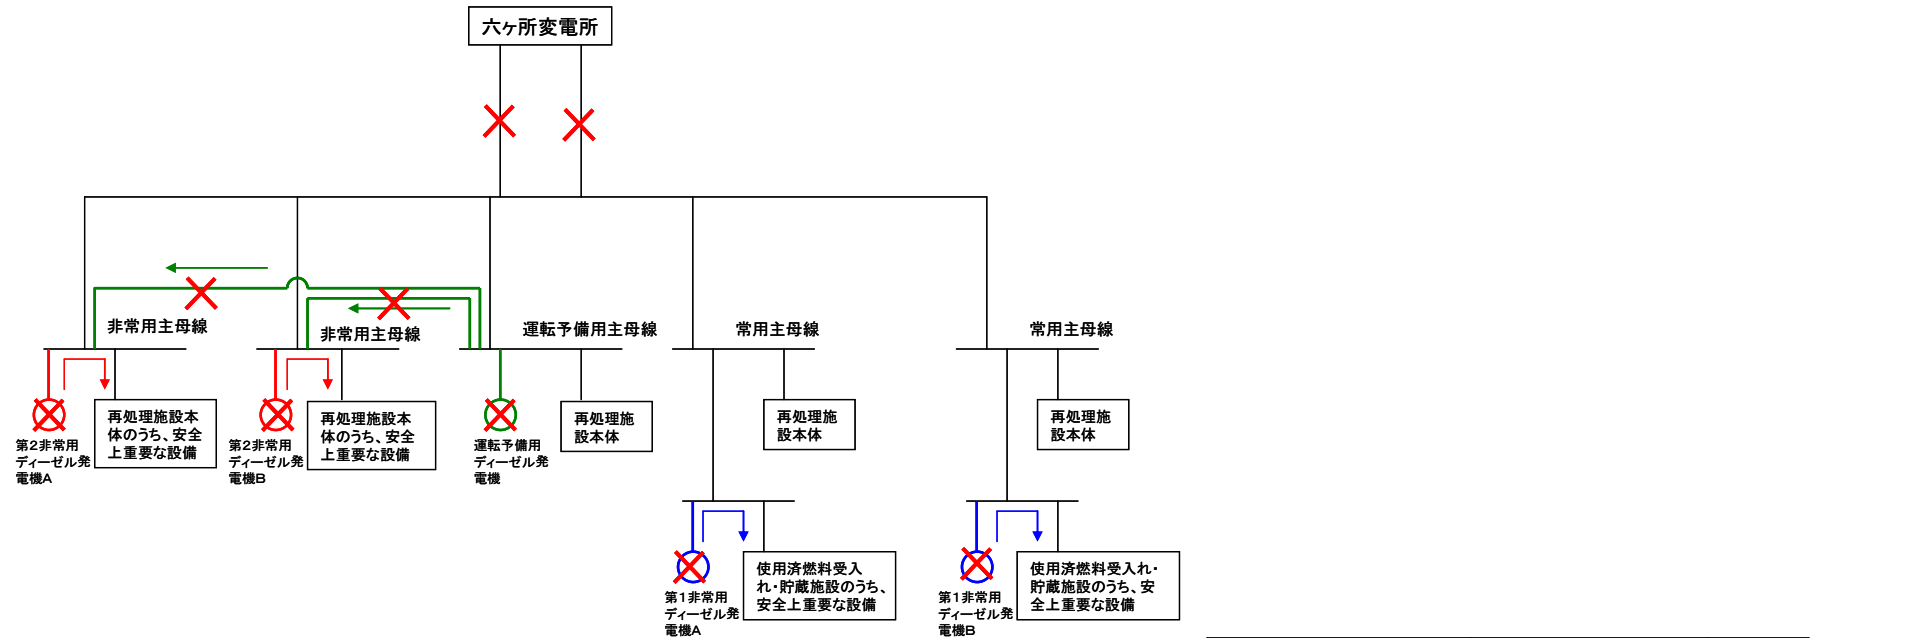 六ヶ所変電所
非常用主母線
非常用主母線
運転予備用主母線
常用主母線
常用主母線
再処理施設本
体のうち、安全
上重要な設備
再処理施設本
体のうち、安全
上重要な設備
再処理施
設本体
再処理施
設本体
再処理施
設本体
第2非常用
ディーゼル発
電機A
第2非常用
ディーゼル発
電機B
運転予備用
ディーゼル発
電機
使用済燃料受入
れ・貯蔵施設のうち、
安全上重要な設備
使用済燃料受入れ・
貯蔵施設のうち、安
全上重要な設備
第1非常用
ディーゼル発
電機A
第1非常用
ディーゼル発
電機B